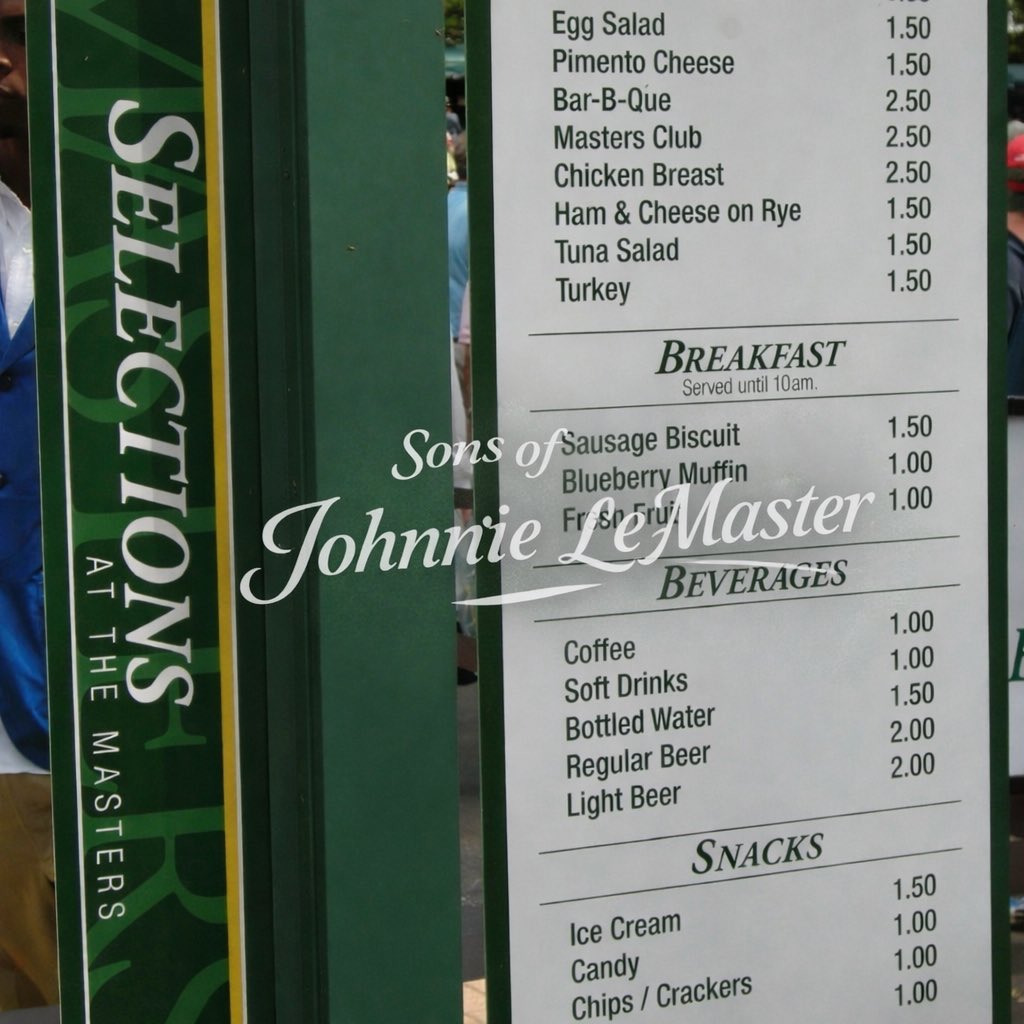 SELECTIONS
AT THE MASTERS
Egg Salad 1.50
Pimento Cheese 1.50
Bar-B-Que 2.50
Masters Club 2.50
Chicken Breast 2.50
Ham & Cheese on Rye 1.50
Tuna Salad 1.50
Turkey 1.50
BREAKFAST
Served until 10am.
Sausage Biscuit 1.50
Blueberry Muffin 1.00
Fresh Fruit 1.00
Sons of
Johnnie LeMaster
BEVERAGES
Coffee 1.00
Soft Drinks 1.00
Bottled Water 1.50
Regular Beer 2.00
Light Beer 2.00
SNACKS
Ice Cream 1.50
Candy 1.00
Chips / Crackers 1.00
1.00